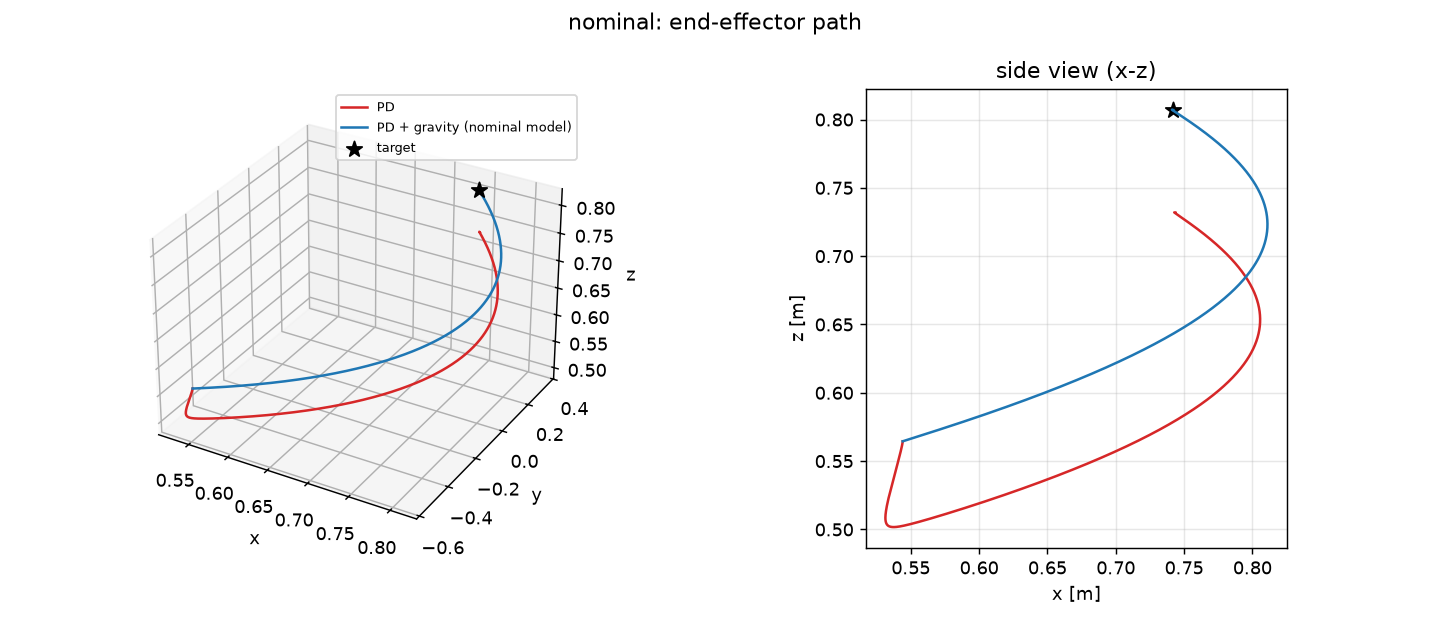 nominal: end-effector path
PD
PD + gravity (nominal model)
target
0.80
0.75
0.70
0.65
0.60
0.55
0.50
z
0.4
0.2
0.0
−0.2
−0.4
−0.6
y
0.55
0.60
0.65
0.70
0.75
0.80
x
side view (x-z)
0.80
0.75
0.70
0.65
0.60
0.55
0.50
z [m]
0.55 0.60 0.65 0.70 0.75 0.80
x [m]